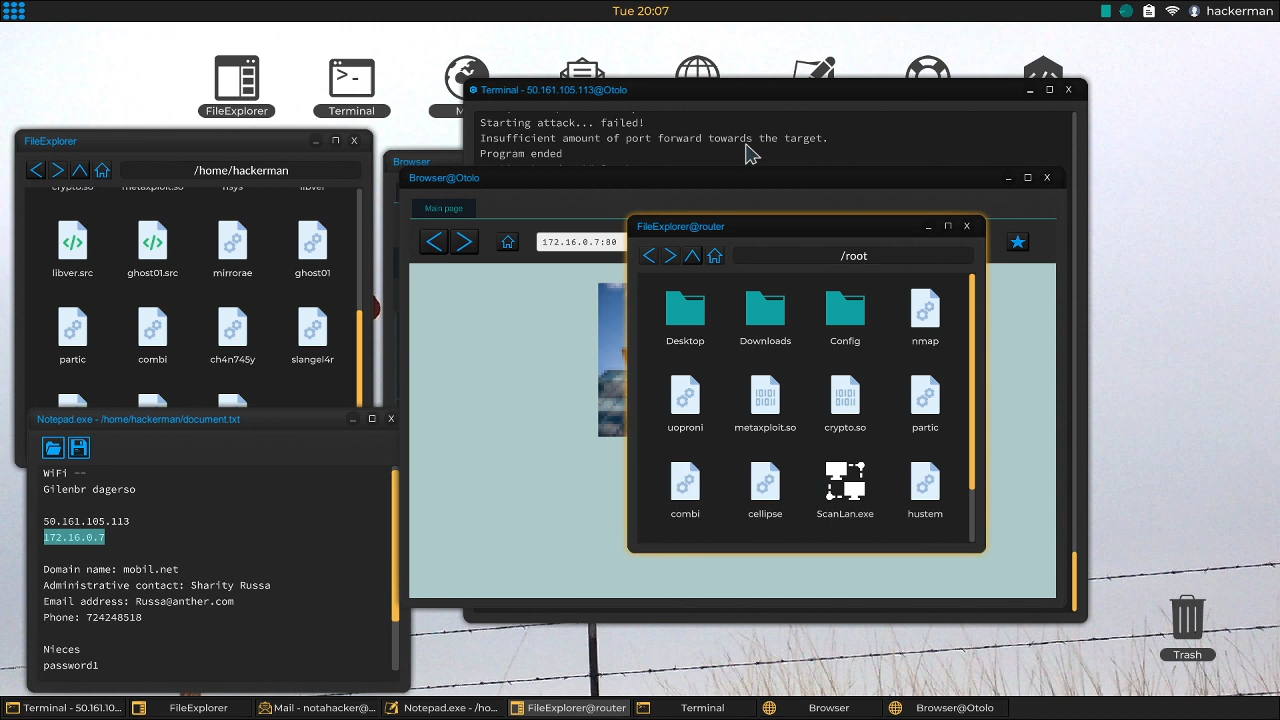 Tue 20:07
hackerman
FileExplorer
Terminal
M
Terminal - 50.161.105.113@Otolo
Starting attack... failed!
Insufficient amount of port forward towards the target.
Program ended
FileExplorer
/home/hackerman
crypto.so
metaxploit.so
libver
libver.src
ghost01.src
mirrorae
ghost01
partic
combi
ch4n745y
slangel4r
Browser
Browser@Otolo
Main page
172.16.0.7:80
FileExplorer@router
/root
Desktop
Downloads
Config
nmap
uoproni
metaxploit.so
crypto.so
partic
combi
cellipse
ScanLan.exe
hustem
Notepad.exe - /home/hackerman/document.txt
WiFi --
Gilenbr dagerso
50.161.105.113
172.16.0.7
Domain name: mobil.net
Administrative contact: Sharity Russa
Email address: Russa@anther.com
Phone: 724248518
Nieces
password1
Trash
Terminal - 50.161.10...
FileExplorer
Mail - notahacker@...
Notepad.exe - /ho...
FileExplorer@router
Terminal
Browser
Browser@Otolo